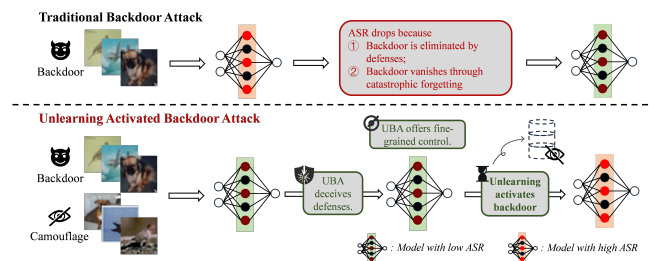 Traditional Backdoor Attack
Backdoor
ASR drops because
① Backdoor is eliminated by
defenses;
② Backdoor vanishes through
catastrophic forgetting
Unlearning Activated Backdoor Attack
Backdoor
Camouflage
UBA
deceives
defenses.
UBA offers fine-
grained control.
Unlearning
activates
backdoor
: Model with low ASR
: Model with high ASR